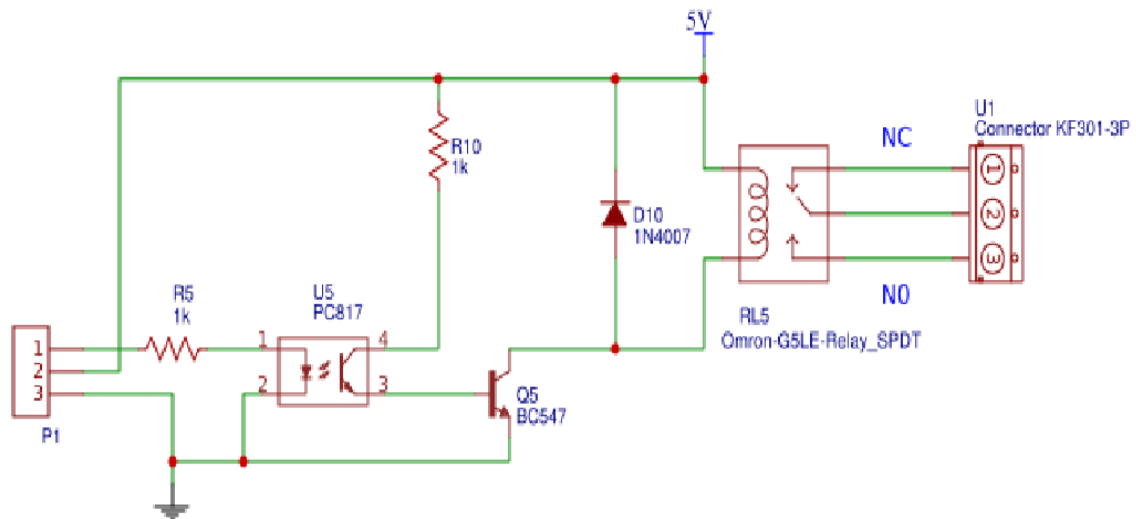 5V
U1
Connector KF301-3P
NC
1
2
3
R10
1k
D10
1N4007
N0
RL5
Omron-G5LE-Relay_SPDT
R5
1k
U5
PC817
1
4
2
3
1
2
3
P1
Q5
BC547